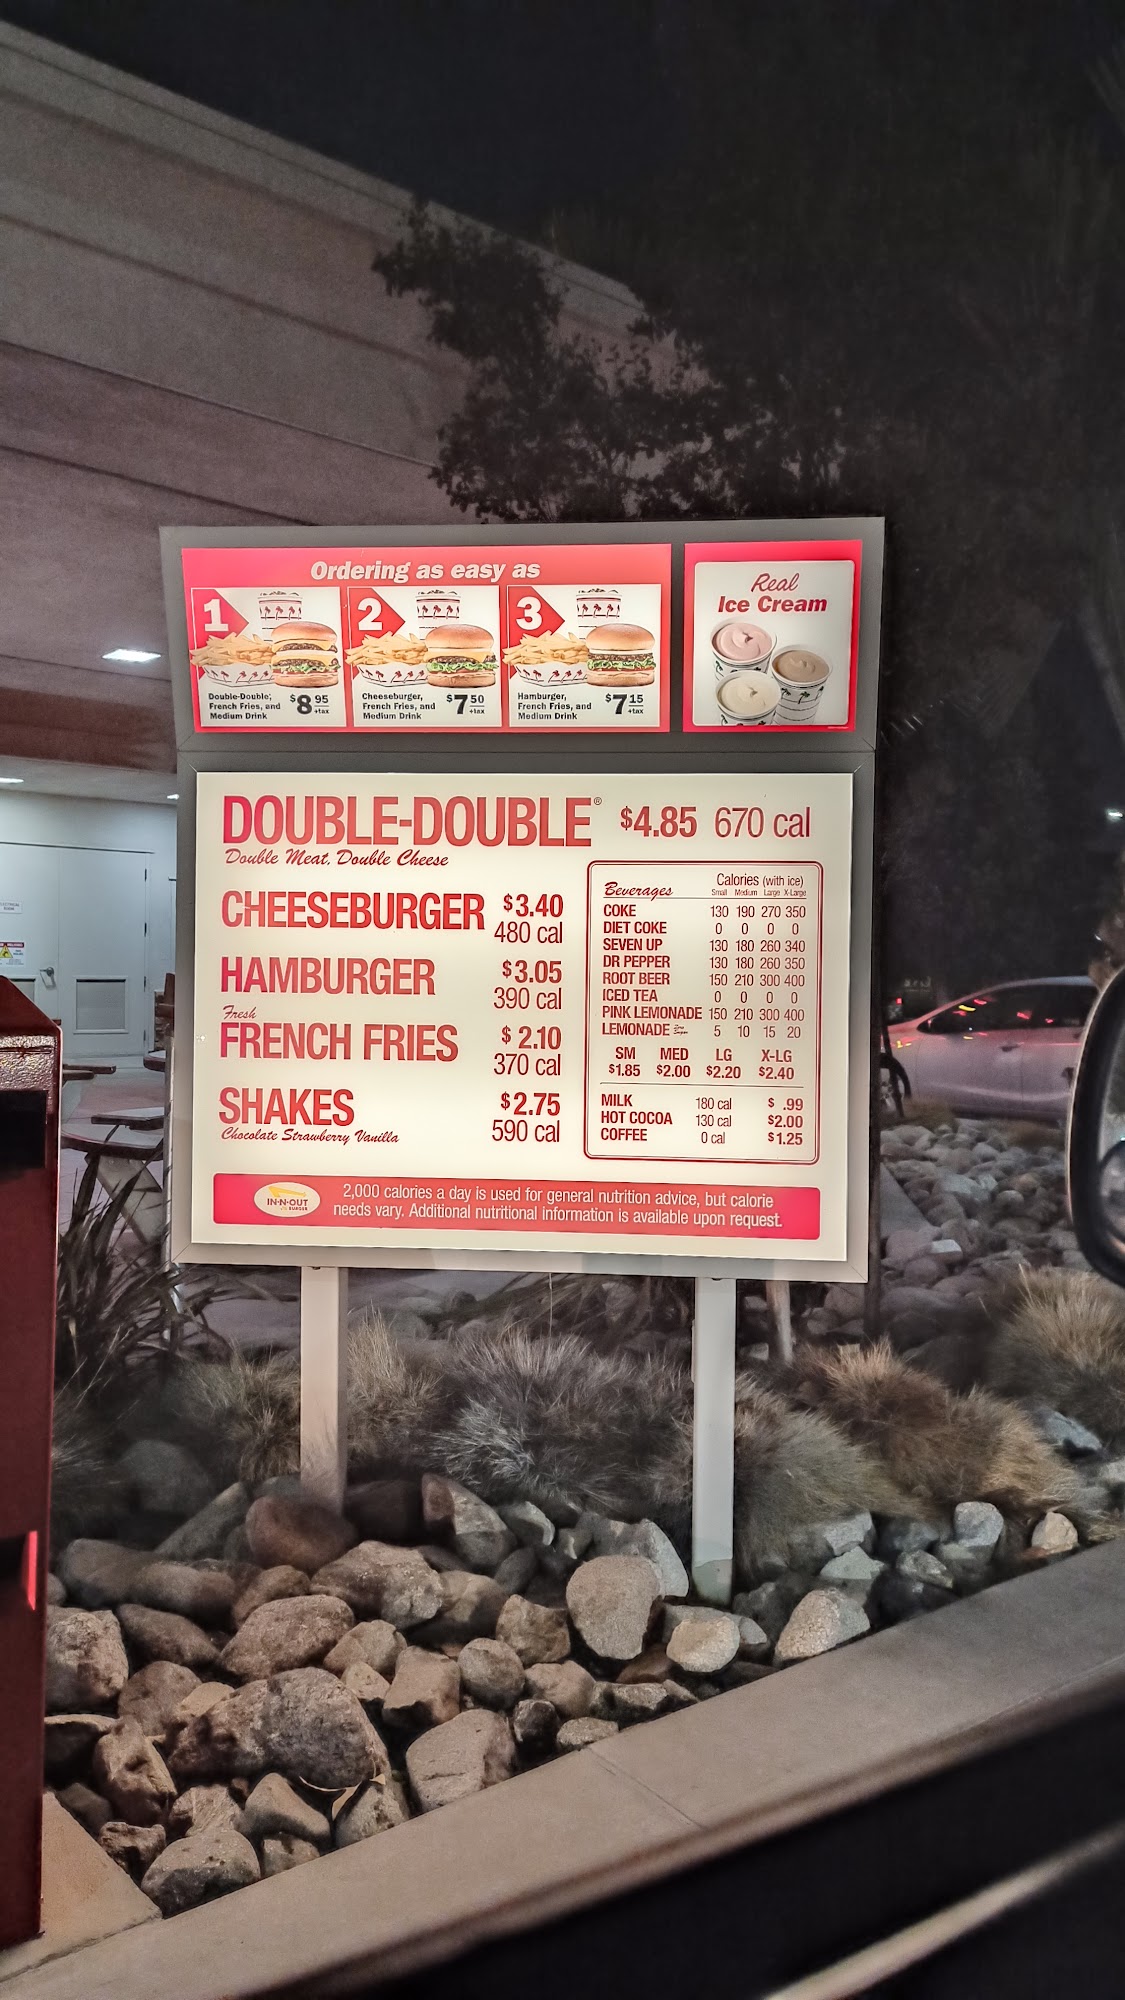 Ordering as easy as
1
Double-Double,
French Fries, and
Medium Drink
$8 95
+tax
2
Cheeseburger,
French Fries, and
Medium Drink
$7 50
+tax
3
Hamburger,
French Fries, and
Medium Drink
$7 15
+tax
Real
Ice Cream
DOUBLE-DOUBLE® $4.85 670 cal
Double Meat, Double Cheese
CHEESEBURGER $3.40
480 cal
HAMBURGER $3.05
390 cal
Fresh
FRENCH FRIES $2.10
370 cal
SHAKES $2.75
590 cal
Chocolate Strawberry Vanilla
Beverages Calories (with ice)
Small Medium Large X-Large
COKE 130 190 270 350
DIET COKE 0 0 0 0
SEVEN UP 130 180 260 340
DR PEPPER 130 180 260 350
ROOT BEER 150 210 300 400
ICED TEA 0 0 0 0
PINK LEMONADE 150 210 300 400
LEMONADE 5 10 15 20
SM MED LG X-LG
$1.85 $2.00 $2.20 $2.40
MILK 180 cal $ .99
HOT COCOA 130 cal $2.00
COFFEE 0 cal $1.25
IN-N-OUT
BURGER
2,000 calories a day is used for general nutrition advice, but calorie
needs vary. Additional nutritional information is available upon request.